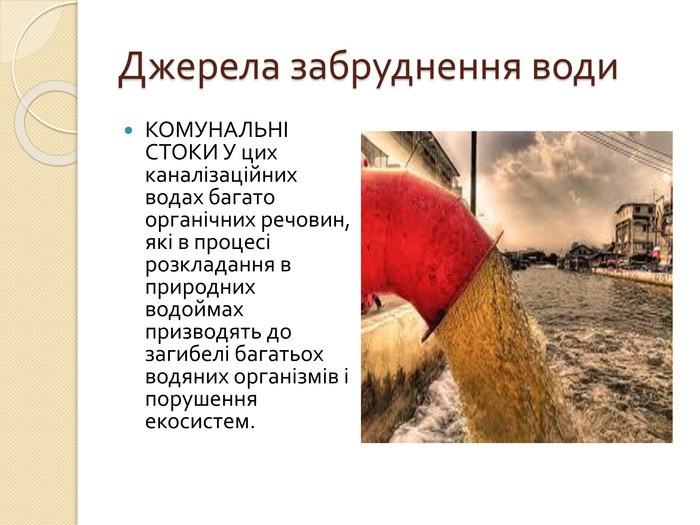 Джерела забруднення води
• КОМУНАЛЬНІ
СТОКИ У цих
каналізаційних
водах багато
органічних речовин,
які в процесі
розкладання в
природних
водоймах
призводять до
загибелі багатьох
водяних організмів і
порушення
екосистем.